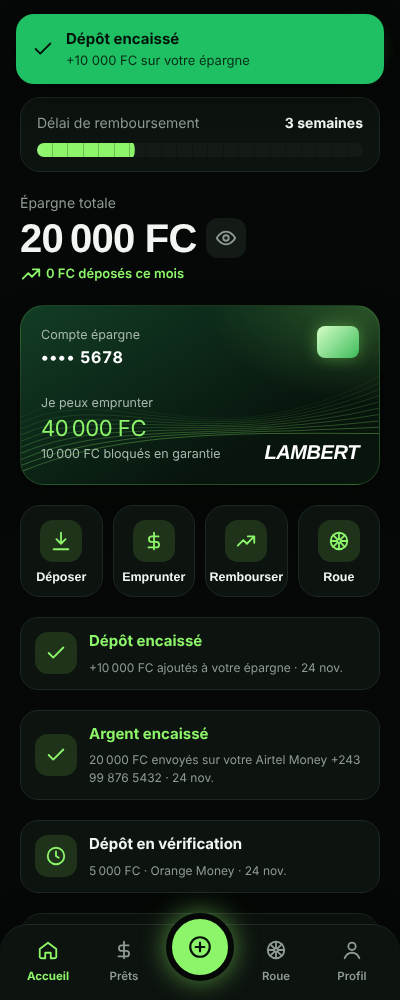 Dépôt encaissé
+10 000 FC sur votre épargne
Délai de remboursement
3 semaines
Épargne totale
20 000 FC
0 FC déposés ce mois
Compte épargne
•••• 5678
Je peux emprunter
40 000 FC
10 000 FC bloqués en garantie
LAMBERT
Déposer
Emprunter
Rembourser
Roue
Dépôt encaissé
+10 000 FC ajoutés à votre épargne · 24 nov.
Argent encaissé
20 000 FC envoyés sur votre Airtel Money +243
99 876 5432 · 24 nov.
Dépôt en vérification
5 000 FC · Orange Money · 24 nov.
Accueil
Prêts
Roue
Profil